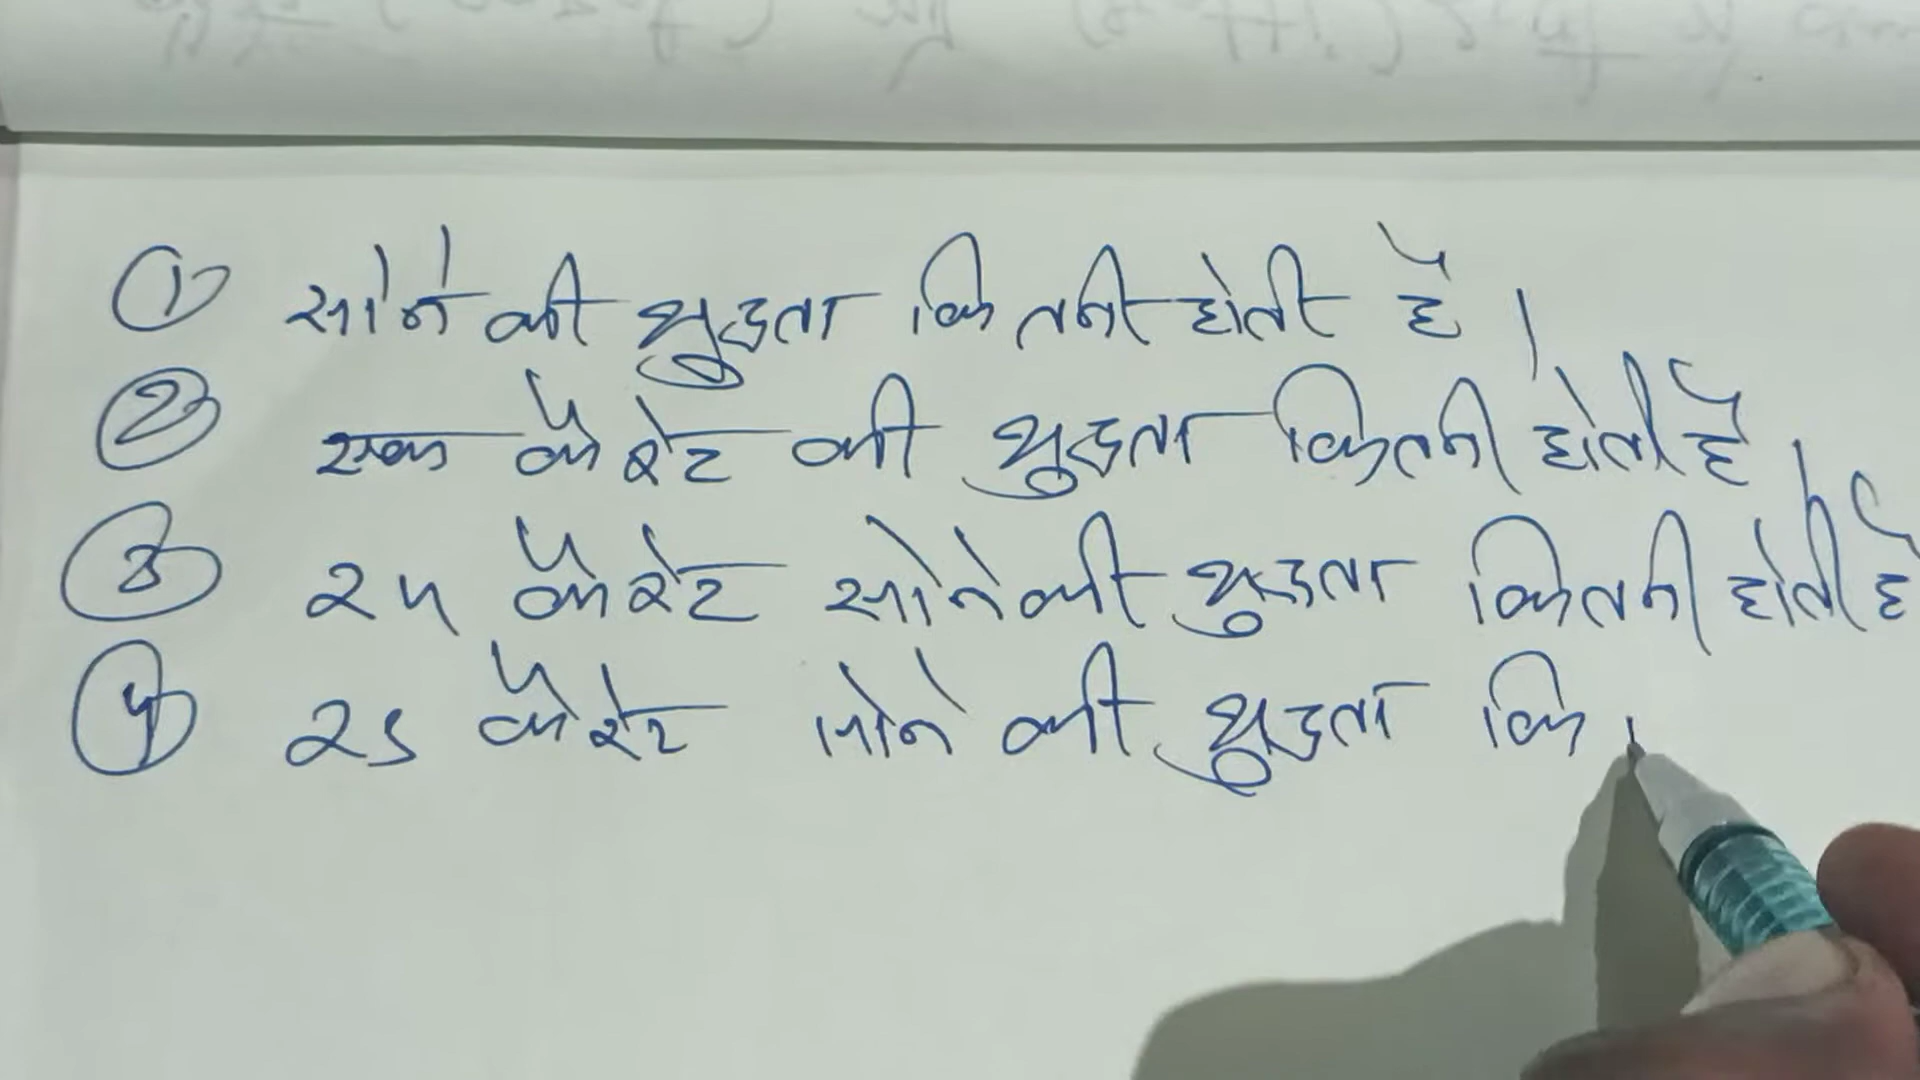 ① सोने की शुद्धता कितनी होती है ।
② एक कैरेट की शुद्धता कितनी होती है ।
③ 24 कैरेट सोने की शुद्धता कितनी होती है
④ 23 कैरेट सोने की शुद्धता कि